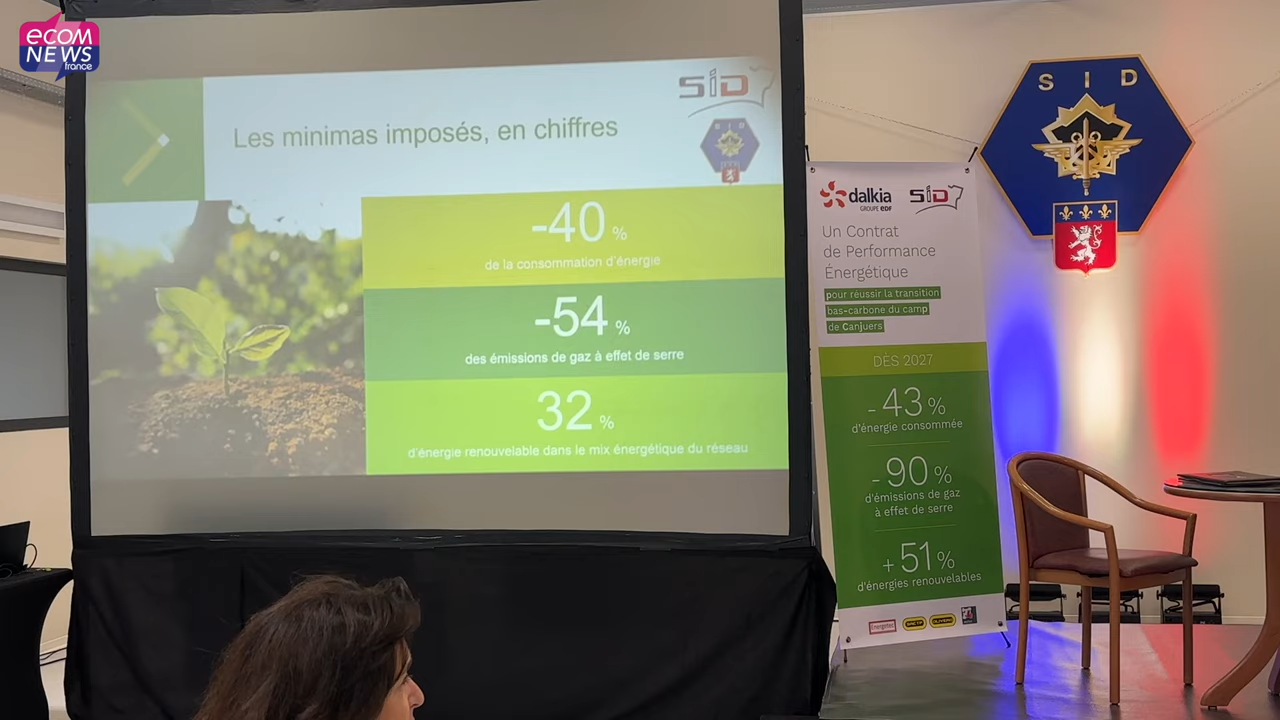 ecom
NEWS
france
Les minimas imposés, en chiffres
SID
SID
-40 %
de la consommation d'énergie
-54 %
des émissions de gaz à effet de serre
32 %
d'énergie renouvelable dans le mix énergétique du réseau
dalkia
GROUPE EDF
SID
Un Contrat
de Performance
Énergétique
pour réussir la transition
bas-carbone du camp
de Canjuers
DÈS 2027
- 43 %
d'énergie consommée
- 90 %
d'émissions de gaz
à effet de serre
+ 51 %
d'énergies renouvelables
SID